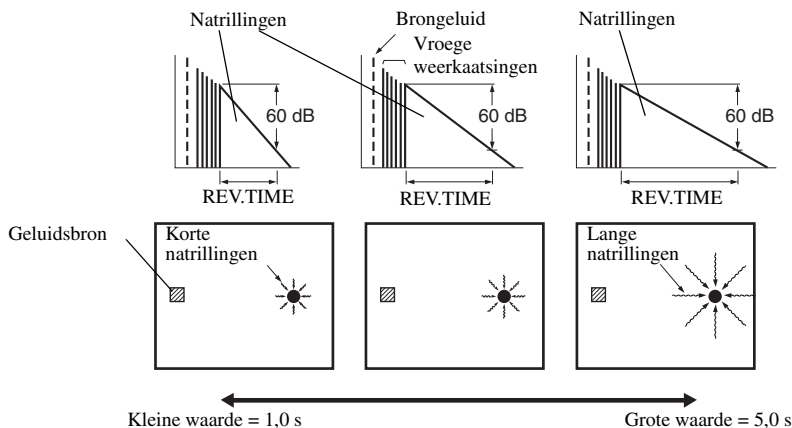 Natrillingen
Brongeluid
Vroege
weerkaatsingen
Natrillingen
60 dB
60 dB
60 dB
REV.TIME
REV.TIME
REV.TIME
Geluidsbron
Korte
natrillingen
Lange
natrillingen
Kleine waarde = 1,0 s
Grote waarde = 5,0 s